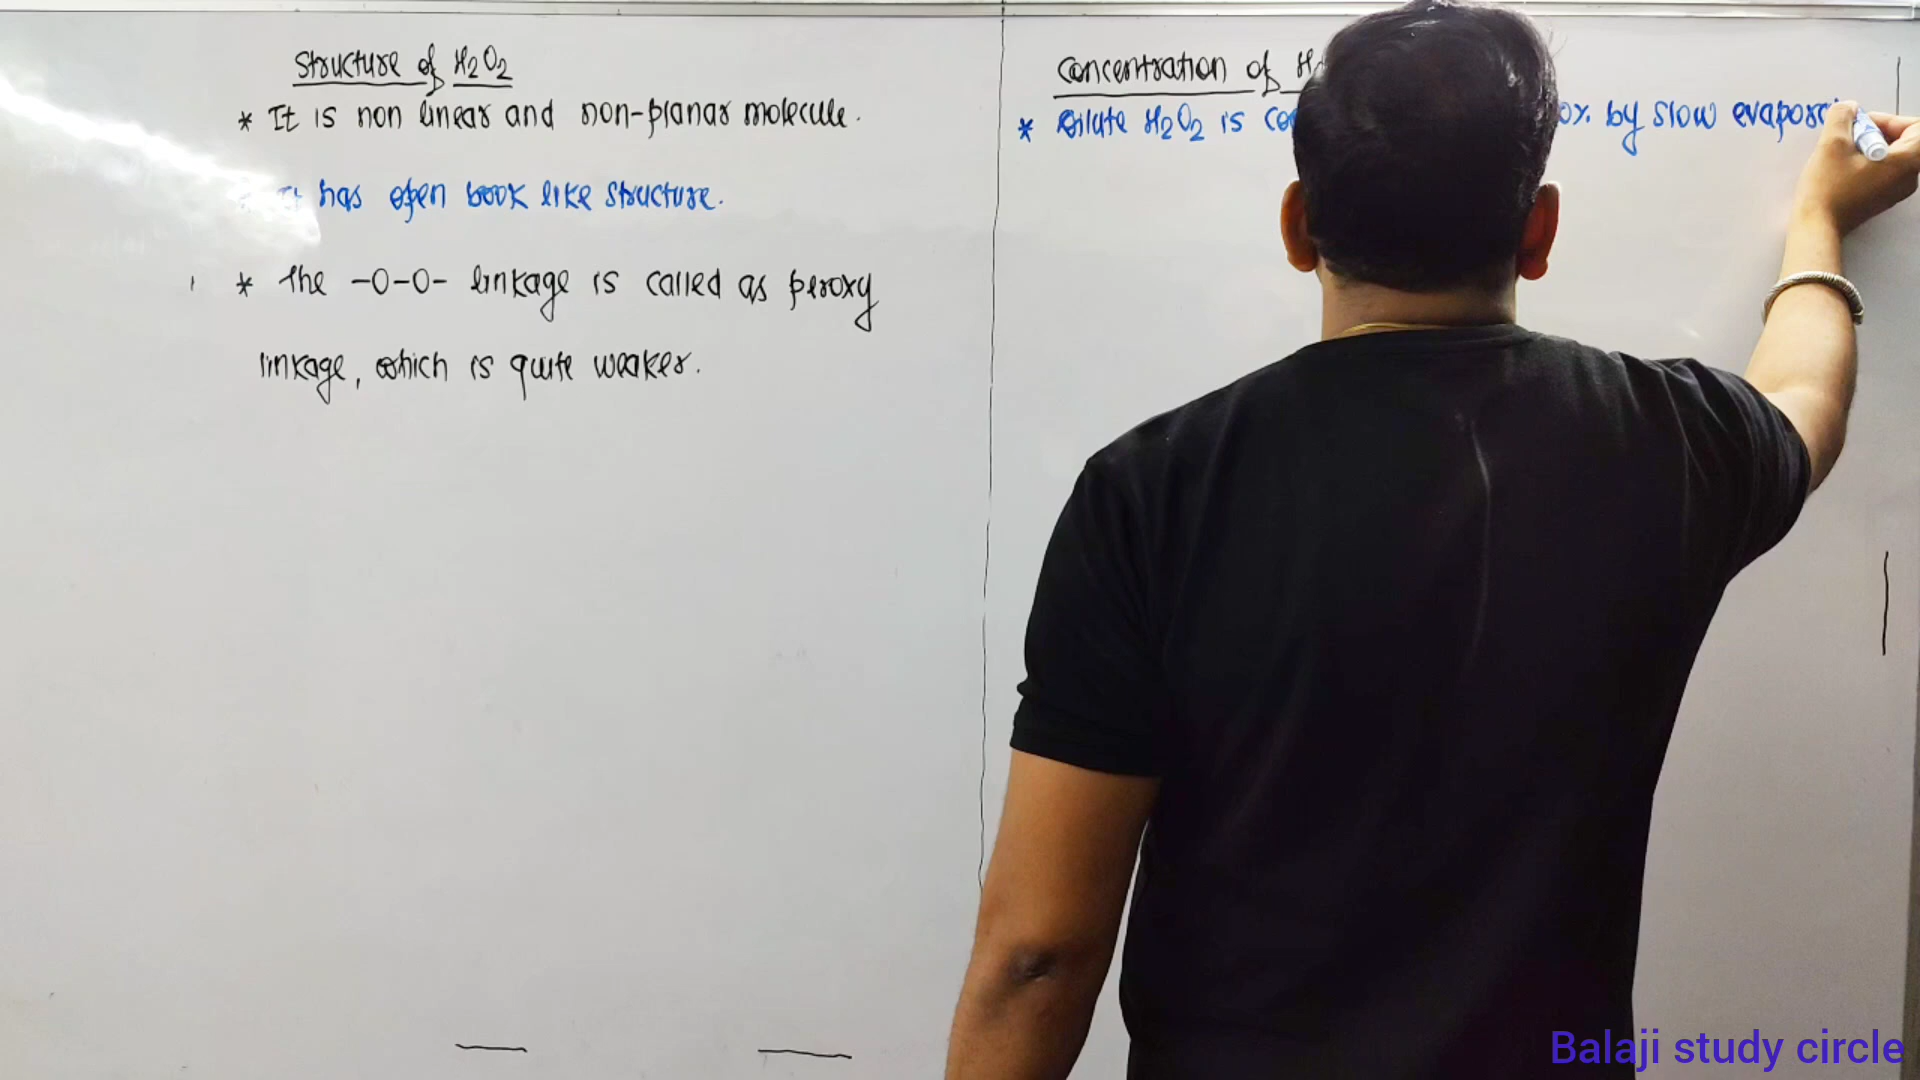 Structure of H2O2
* It is non linear and non-planar molecule.
It has open book like structure.
* The -O-O- linkage is called as peroxy
linkage, which is quite weaker.
Concentration of
* Dilute H2O2 is by slow
Balaji study circle